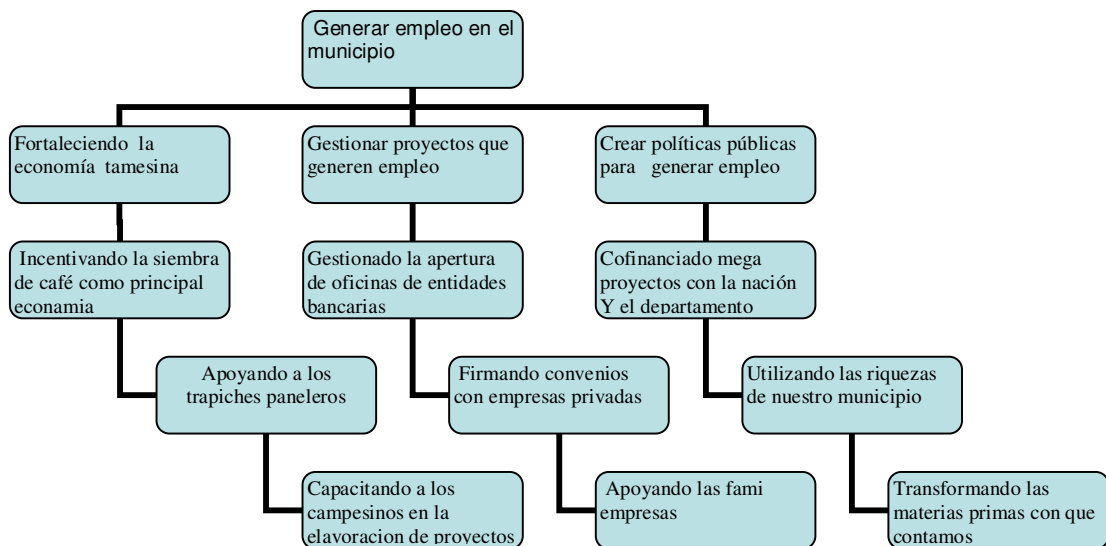 Generar empleo en el
municipio
Fortaleciendo la
economía tamesina
Gestionar proyectos que
generen empleo
Crear políticas públicas
para generar empleo
Incentivando la siembra
de café como principal
economia
Gestionado la apertura
de oficinas de entidades
bancarias
Cofinanciado mega
proyectos con la nación
Y el departamento
Apoyando a los
trapiches paneleros
Firmando convenios
con empresas privadas
Utilizando las riquezas
de nuestro municipio
Capacitando a los
campesinos en la
elavoracion de proyectos
Apoyando las fami
empresas
Transformando las
materias primas con que
contamos